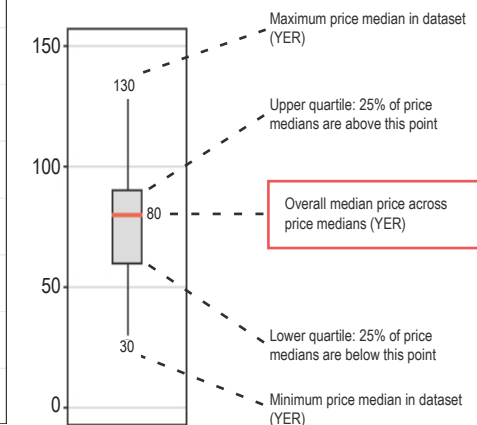 Maximum price median in dataset
(YER)
150
130
Upper quartile: 25% of price
medians are above this point
100
Overall median price across
price medians (YER)
80
50
Lower quartile: 25% of price
medians are below this point
30
Minimum price median in dataset
(YER)
0